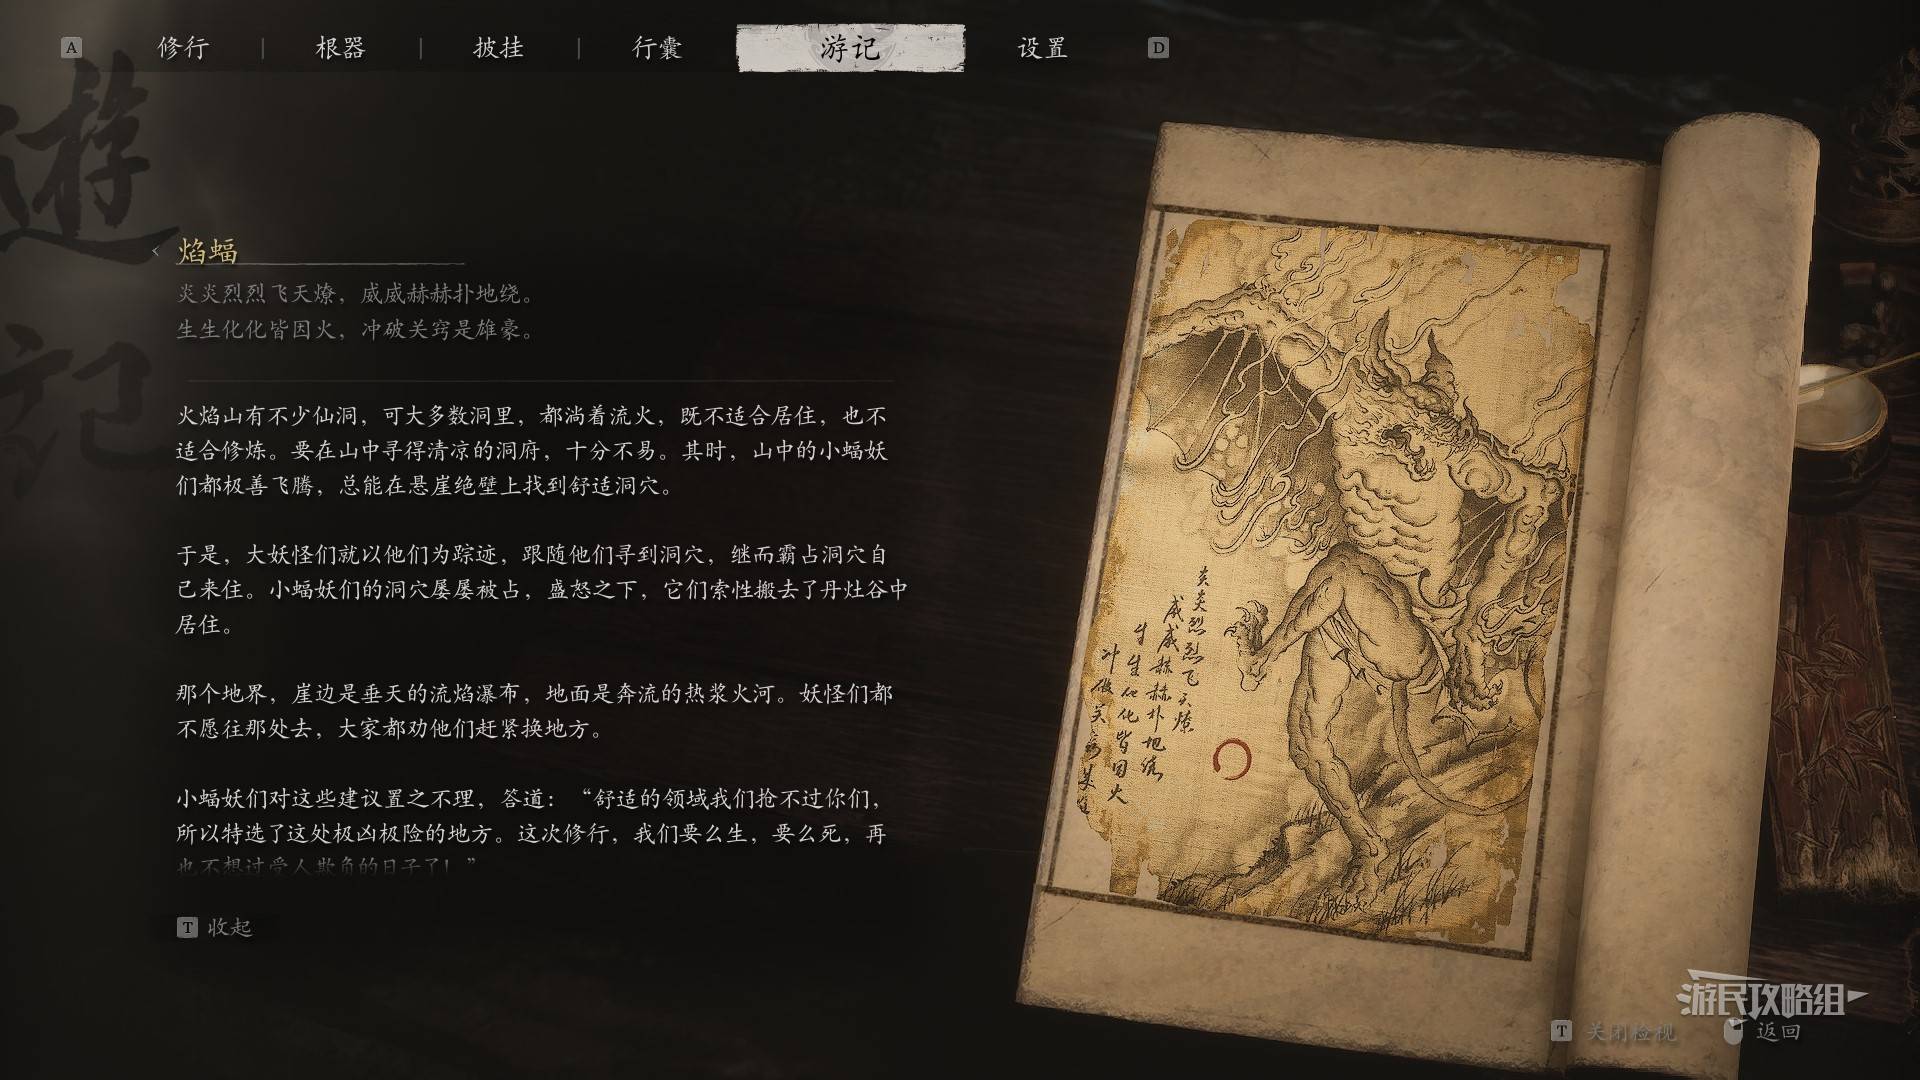 A 修行 | 根器 | 披挂 | 行囊 游记 设置 D
遊記
焰蝠
炎炎烈烈飞天燎，威威赫赫扑地绕。
生生化化皆因火，冲破关窍是雄豪。
火焰山有不少仙洞，可大多数洞里，都淌着流火，既不适合居住，也不
适合修炼。要在山中寻得清凉的洞府，十分不易。其时，山中的小蝠妖
们都极善飞腾，总能在悬崖绝壁上找到舒适洞穴。
于是，大妖怪们就以他们为踪迹，跟随他们寻到洞穴，继而霸占洞穴自
己来住。小蝠妖们的洞穴屡屡被占，盛怒之下，它们索性搬去了丹灶谷中
居住。
那个地界，崖边是垂天的流焰瀑布，地面是奔流的热浆火河。妖怪们都
不愿往那处去，大家都劝他们赶紧换地方。
小蝠妖们对这些建议置之不理，答道：“舒适的领域我们抢不过你们，
所以特选了这处极凶极险的地方。这次修行，我们要么生，要么死，再
也不想过受人欺负的日子了！”
T 收起
炎炎烈烈飞天燎
威威赫赫扑地绕
生生化化皆因火
冲破关窍是
游民攻略组
T 关闭检视 返回